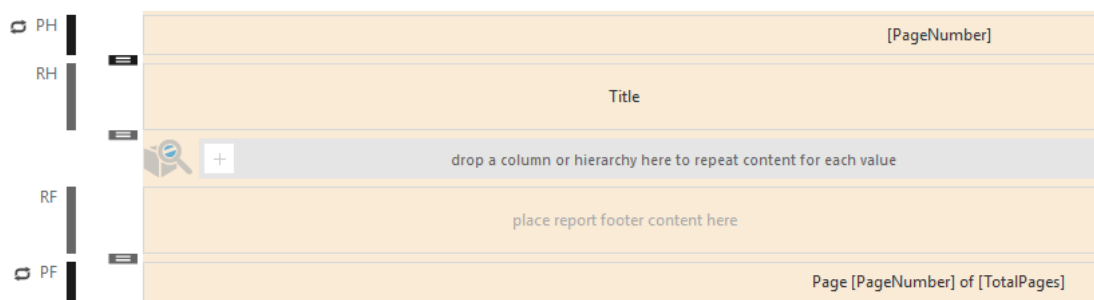 PH
[PageNumber]
RH
Title
+ drop a column or hierarchy here to repeat content for each value
RF
place report footer content here
PF
Page [PageNumber] of [TotalPages]